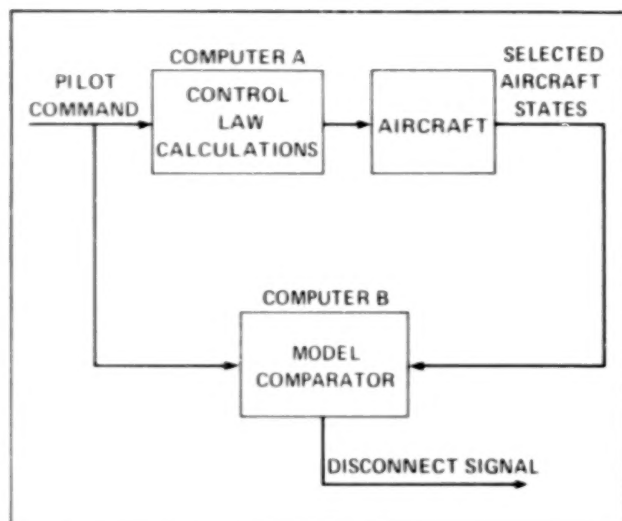 COMPUTER A
PILOT
COMMAND
CONTROL
LAW
CALCULATIONS
AIRCRAFT
SELECTED
AIRCRAFT
STATES
COMPUTER B
MODEL
COMPARATOR
DISCONNECT SIGNAL